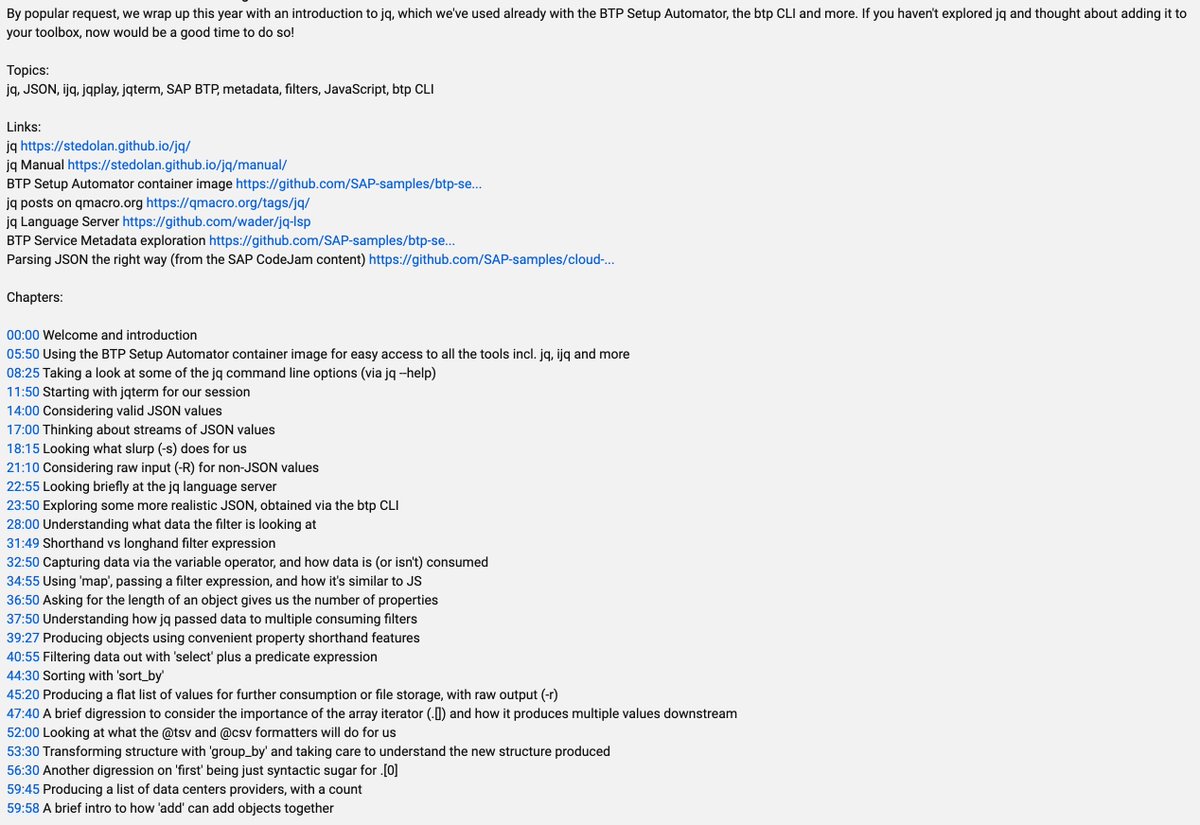 By popular request, we wrap up this year with an introduction to jq, which we've used already with the BTP Setup Automator, the btp CLI and more. If you haven't explored jq and thought about adding it to
your toolbox, now would be a good time to do so!
Topics:
jq, JSON, ijq, jqplay, jqterm, SAP BTP, metadata, filters, JavaScript, btp CLI
Links:
jq https://stedolan.github.io/jq/
jq Manual https://stedolan.github.io/jq/manual/
BTP Setup Automator container image https://github.com/SAP-samples/btp-se...
jq posts on qmacro.org https://qmacro.org/tags/jq/
jq Language Server https://github.com/wader/jq-lsp
BTP Service Metadata exploration https://github.com/SAP-samples/btp-se...
Parsing JSON the right way (from the SAP CodeJam content) https://github.com/SAP-samples/cloud-...
Chapters:
00:00 Welcome and introduction
05:50 Using the BTP Setup Automator container image for easy access to all the tools incl. jq, ijq and more
08:25 Taking a look at some of the jq command line options (via jq --help)
11:50 Starting with jqterm for our session
14:00 Considering valid JSON values
17:00 Thinking about streams of JSON values
18:15 Looking what slurp (-s) does for us
21:10 Considering raw input (-R) for non-JSON values
22:55 Looking briefly at the jq language server
23:50 Exploring some more realistic JSON, obtained via the btp CLI
28:00 Understanding what data the filter is looking at
31:49 Shorthand vs longhand filter expression
32:50 Capturing data via the variable operator, and how data is (or isn't) consumed
34:55 Using 'map', passing a filter expression, and how it's similar to JS
36:50 Asking for the length of an object gives us the number of properties
37:50 Understanding how jq passed data to multiple consuming filters
39:27 Producing objects using convenient property shorthand features
40:55 Filtering data out with 'select' plus a predicate expression
44:30 Sorting with 'sort_by'
45:20 Producing a flat list of values for further consumption or file storage, with raw output (-r)
47:40 A brief digression to consider the importance of the array iterator (.[]) and how it produces multiple values downstream
52:00 Looking at what the @tsv and @csv formatters will do for us
53:30 Transforming structure with 'group_by' and taking care to understand the new structure produced
56:30 Another digression on 'first' being just syntactic sugar for .[0]
59:45 Producing a list of data centers providers, with a count
59:58 A brief intro to how 'add' can add objects together